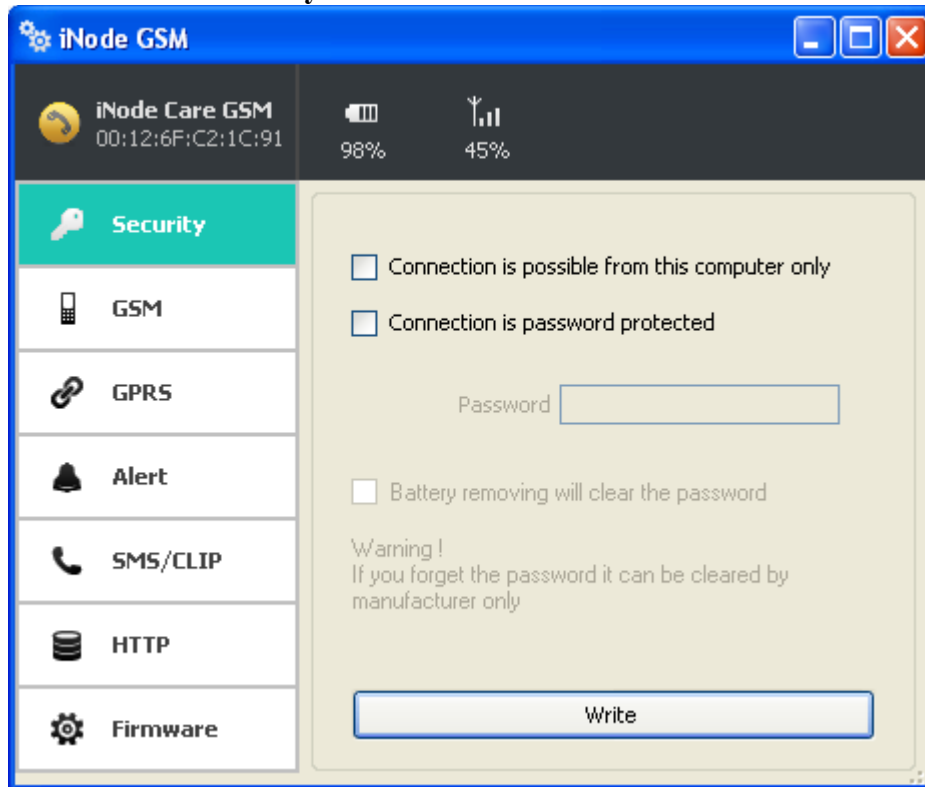 iNode GSM
iNode Care GSM
00:12:6F:C2:1C:91
98%
45%
Security
GSM
GPRS
Alert
SMS/CLIP
HTTP
Firmware
Connection is possible from this computer only
Connection is password protected
Password
Battery removing will clear the password
Warning !
If you forget the password it can be cleared by
manufacturer only
Write